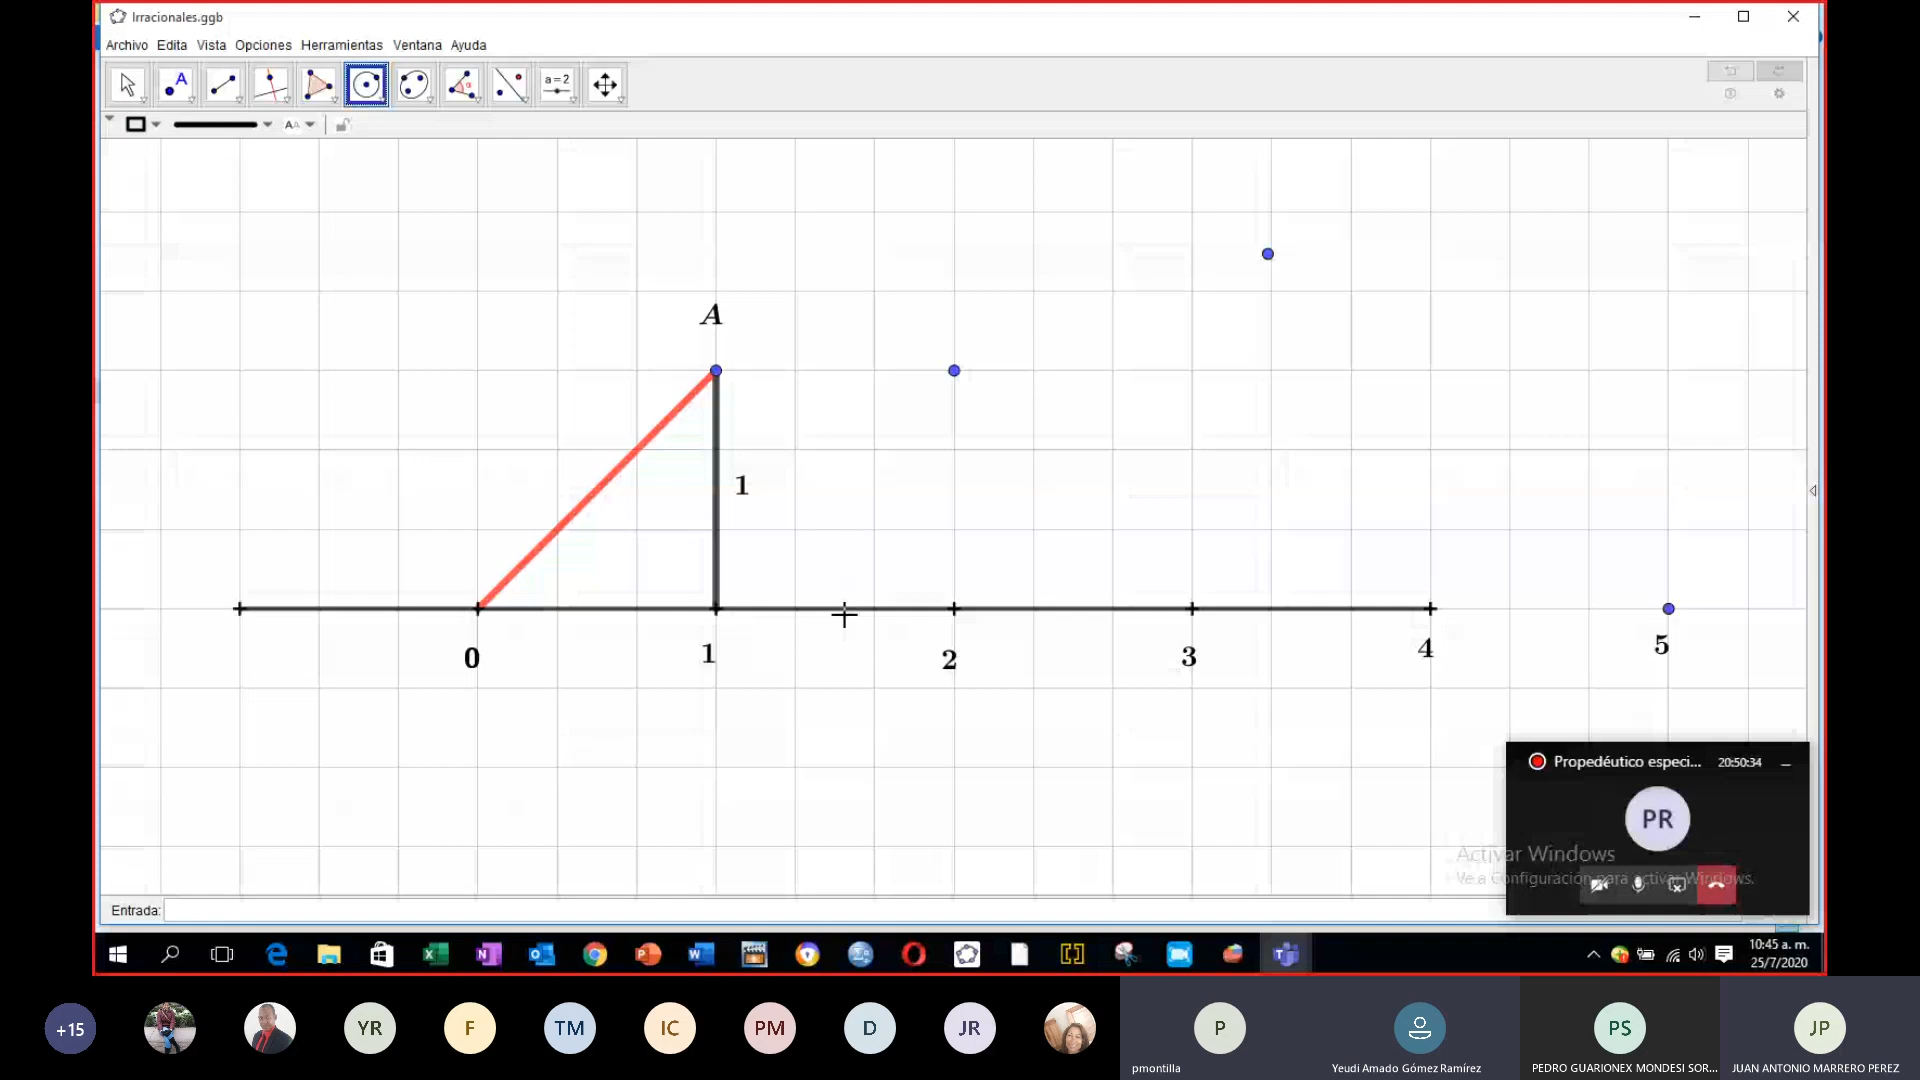 Irracionales.ggb
Archivo Edita Vista Opciones Herramientas Ventana Ayuda
A
α
a = 2
AA
A
1
0
1
2
3
4
5
Propedéutico especi... 20:50:34
PR
Activar Windows
Ve a Configuración para activar Windows.
Entrada:
10:45 a. m.
25/7/2020
+15
YR
F
TM
IC
PM
D
JR
P
PS
JP
pmontilla
Yeudi Amado Gómez Ramírez
PEDRO GUARIONEX MONDESI SOR...
JUAN ANTONIO MARRERO PEREZ